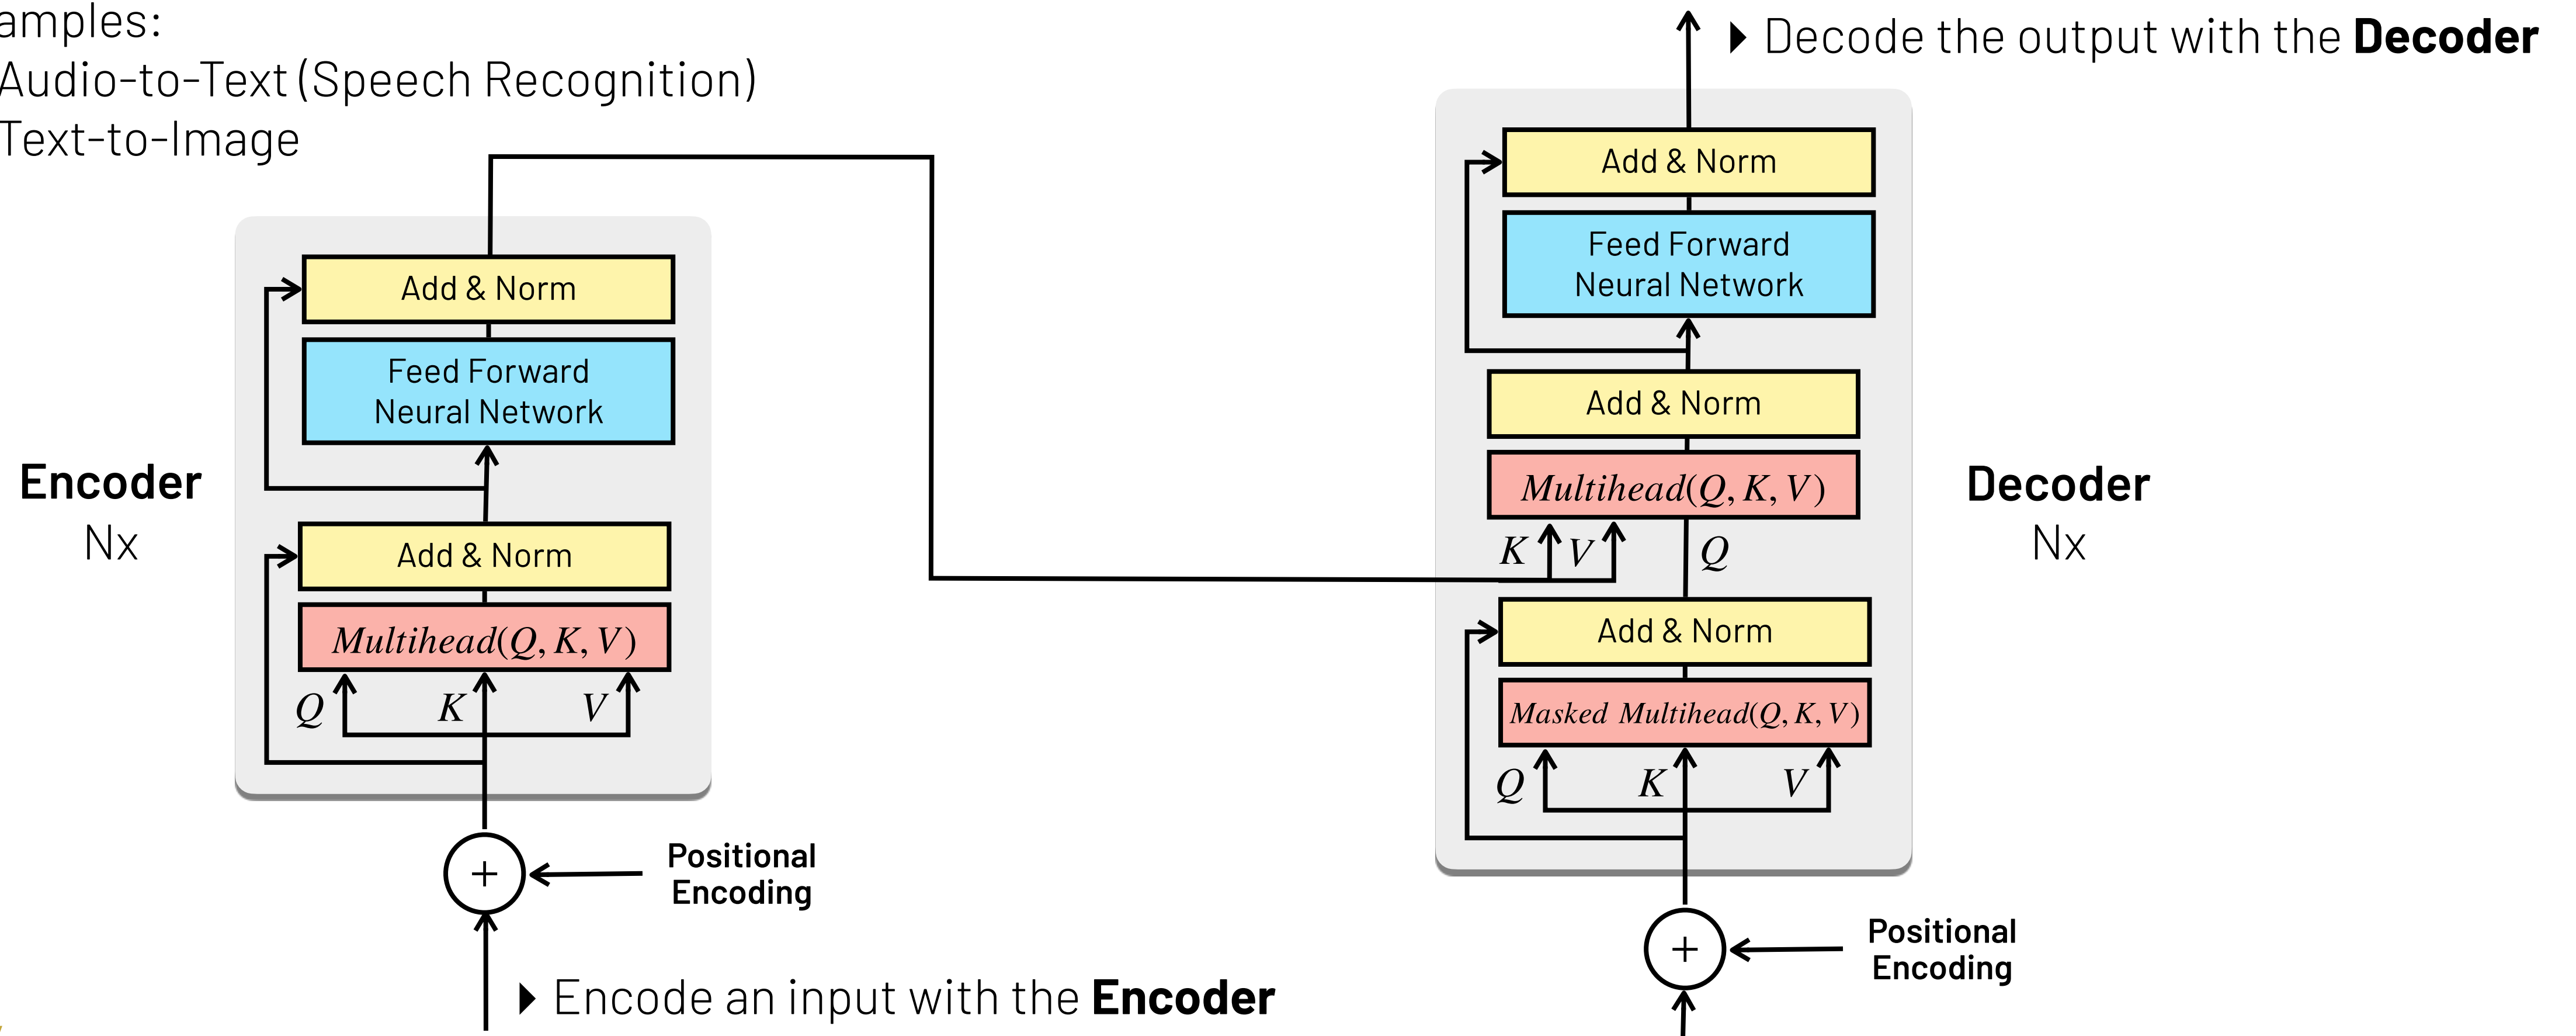 amples:
Audio-to-Text (Speech Recognition)
Text-to-Image
Add & Norm
Feed Forward
Neural Network
Encoder
Nx
Add & Norm
Multihead(Q, K, V)
Q K V
Positional
Encoding
Encode an input with the Encoder
Decode the output with the Decoder
Add & Norm
Feed Forward
Neural Network
Add & Norm
Multihead(Q, K, V)
K V Q
Decoder
Nx
Add & Norm
Masked Multihead(Q, K, V)
Q K V
Positional
Encoding